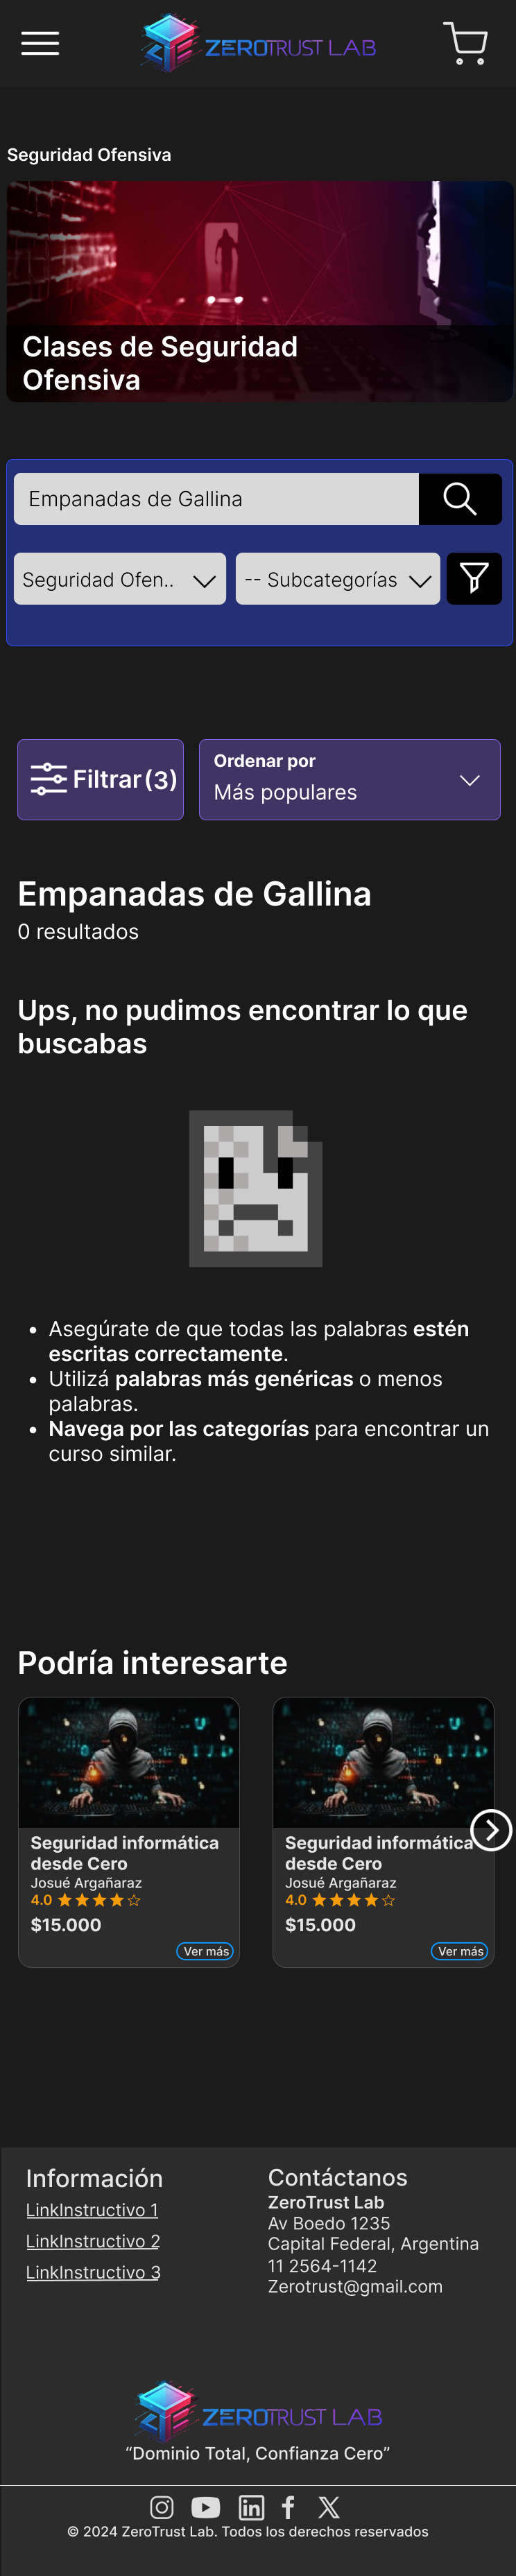 ZEROTRUST LAB
Seguridad Ofensiva
Clases de Seguridad
Ofensiva
Empanadas de Gallina
Seguridad Ofen..
-- Subcategorías
Filtrar(3)
Ordenar por
Más populares
Empanadas de Gallina
0 resultados
Ups, no pudimos encontrar lo que
buscabas
• Asegúrate de que todas las palabras estén
escritas correctamente.
• Utilizá palabras más genéricas o menos
palabras.
• Navega por las categorías para encontrar un
curso similar.
Podría interesarte
Seguridad informática
desde Cero
Josué Argañaraz
4.0
$15.000
Ver más
Seguridad informática
desde Cero
Josué Argañaraz
4.0
$15.000
Ver más
Información
LinkInstructivo 1
LinkInstructivo 2
LinkInstructivo 3
Contáctanos
ZeroTrust Lab
Av Boedo 1235
Capital Federal, Argentina
11 2564-1142
Zerotrust@gmail.com
ZEROTRUST LAB
“Dominio Total, Confianza Cero”
© 2024 ZeroTrust Lab. Todos los derechos reservados